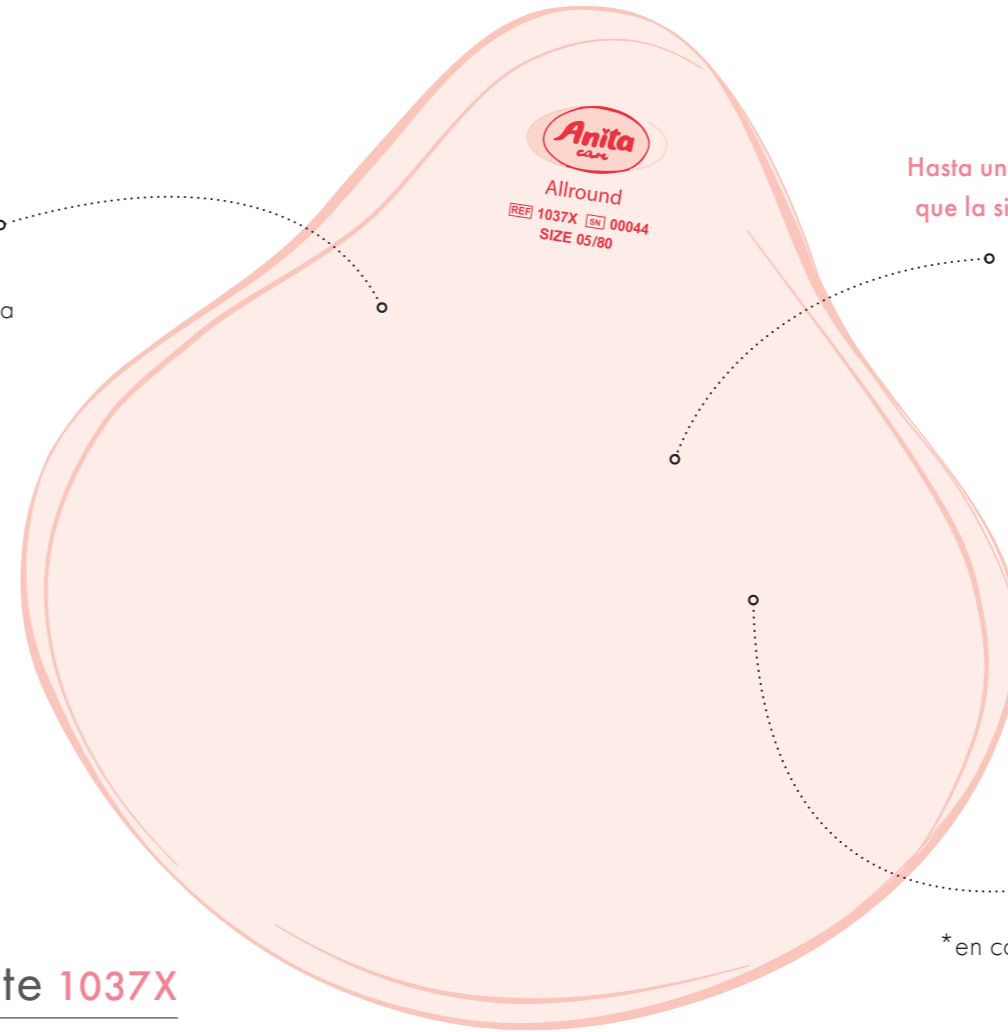 Anita
care
Allround
REF 1037X SN 00044
SIZE 05/80
Hasta un
que la si
a
*en co
te 1037X